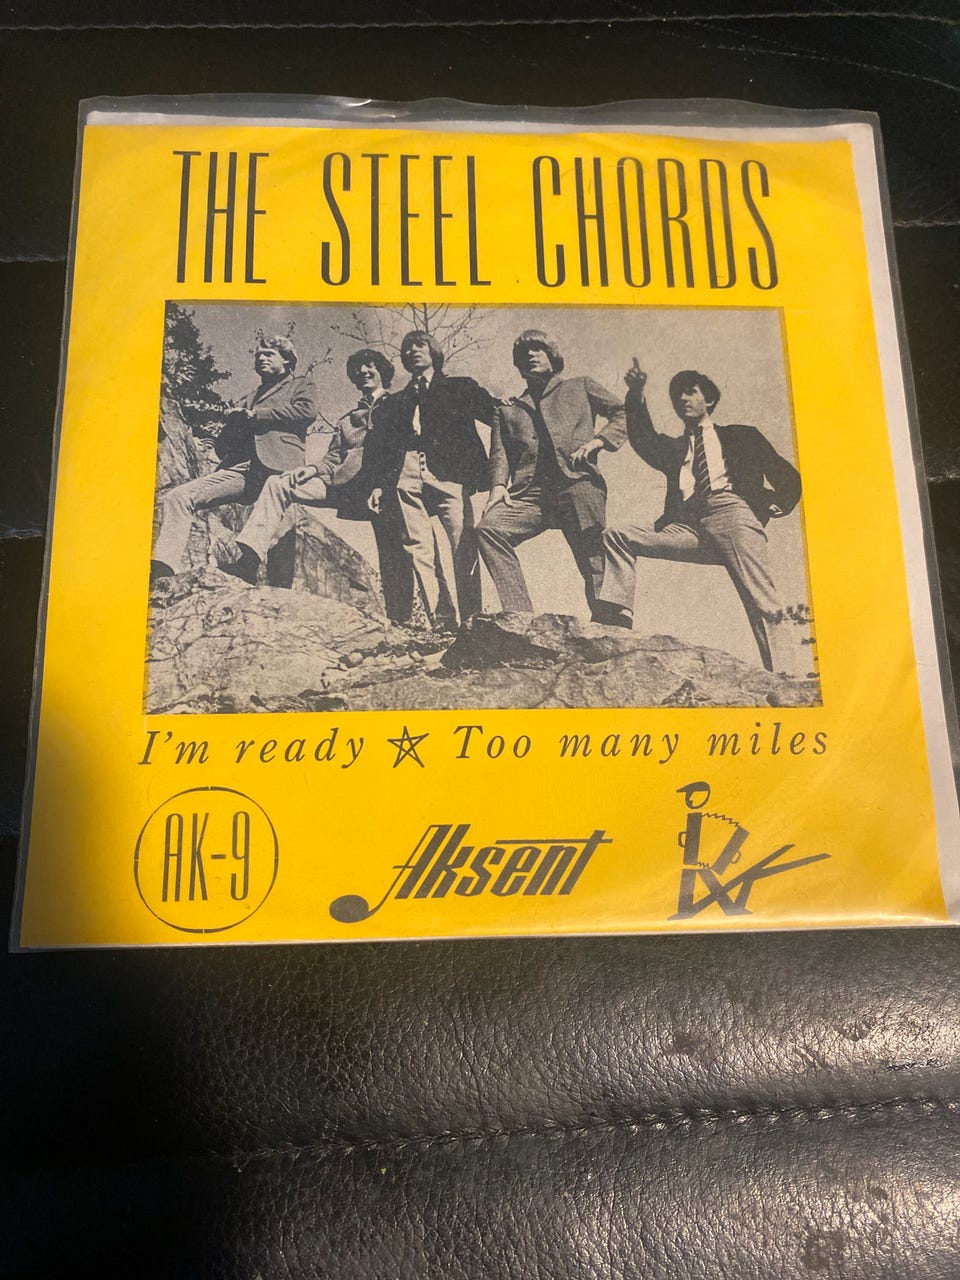 THE STEEL CHORDS
I'm ready ☆ Too many miles
AK-9
Aksent